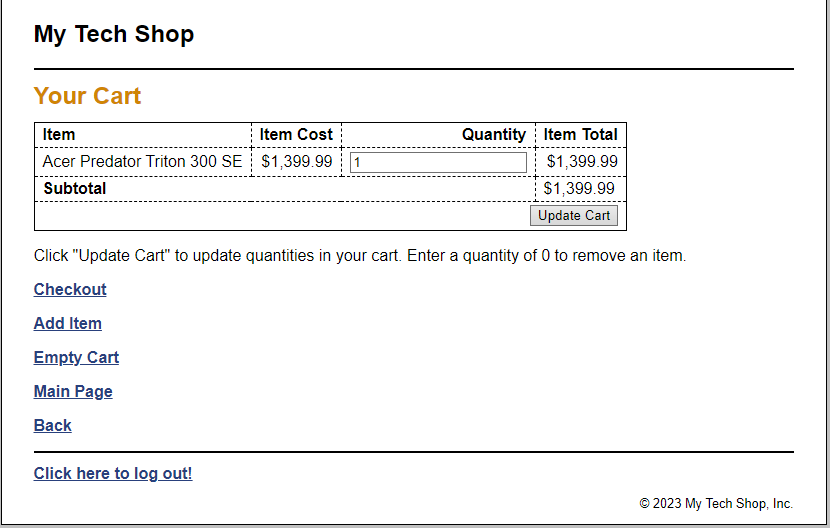 My Tech Shop
Your Cart
Item Item Cost Quantity Item Total
Acer Predator Triton 300 SE $1,399.99 1 $1,399.99
Subtotal $1,399.99
Update Cart
Click "Update Cart" to update quantities in your cart. Enter a quantity of 0 to remove an item.
Checkout
Add Item
Empty Cart
Main Page
Back
Click here to log out!
© 2023 My Tech Shop, Inc.